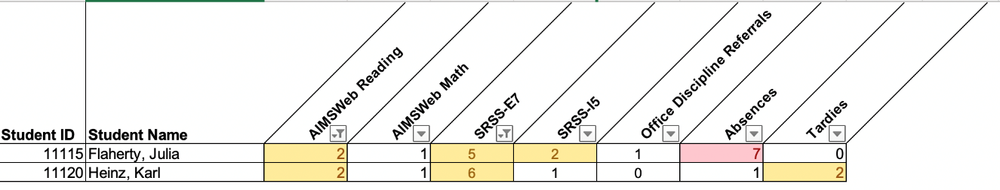 Student ID Student Name AIMSWeb Reading AIMSWeb Math SRSS-E7 SRSS-I5 Office Discipline Referrals Absences Tardies
11115 Flaherty, Julia 2 1 5 2 1 7 0
11120 Heinz, Karl 2 1 6 1 0 1 2